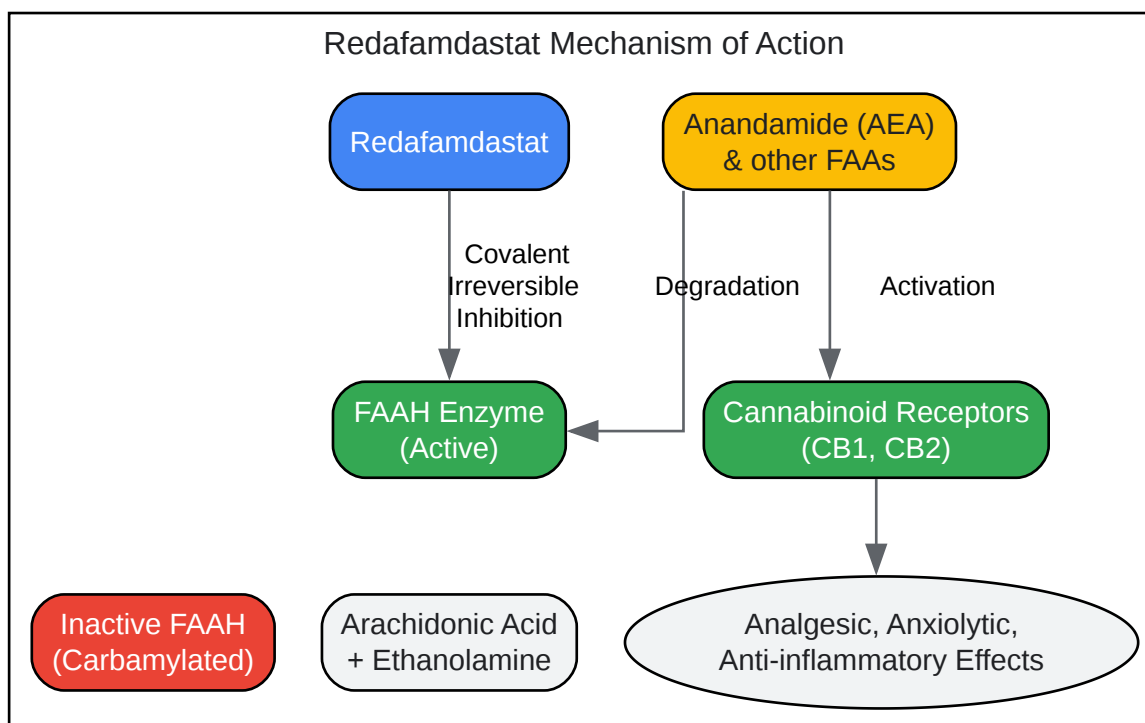 Redafamdastat Mechanism of Action
Redafamdastat
Anandamide (AEA)
& other FAAs
Covalent
Irreversible
Inhibition
Degradation
Activation
FAAH Enzyme
(Active)
Cannabinoid Receptors
(CB1, CB2)
Inactive FAAH
(Carbamylated)
Arachidonic Acid
+ Ethanolamine
Analgesic, Anxiolytic,
Anti-inflammatory Effects